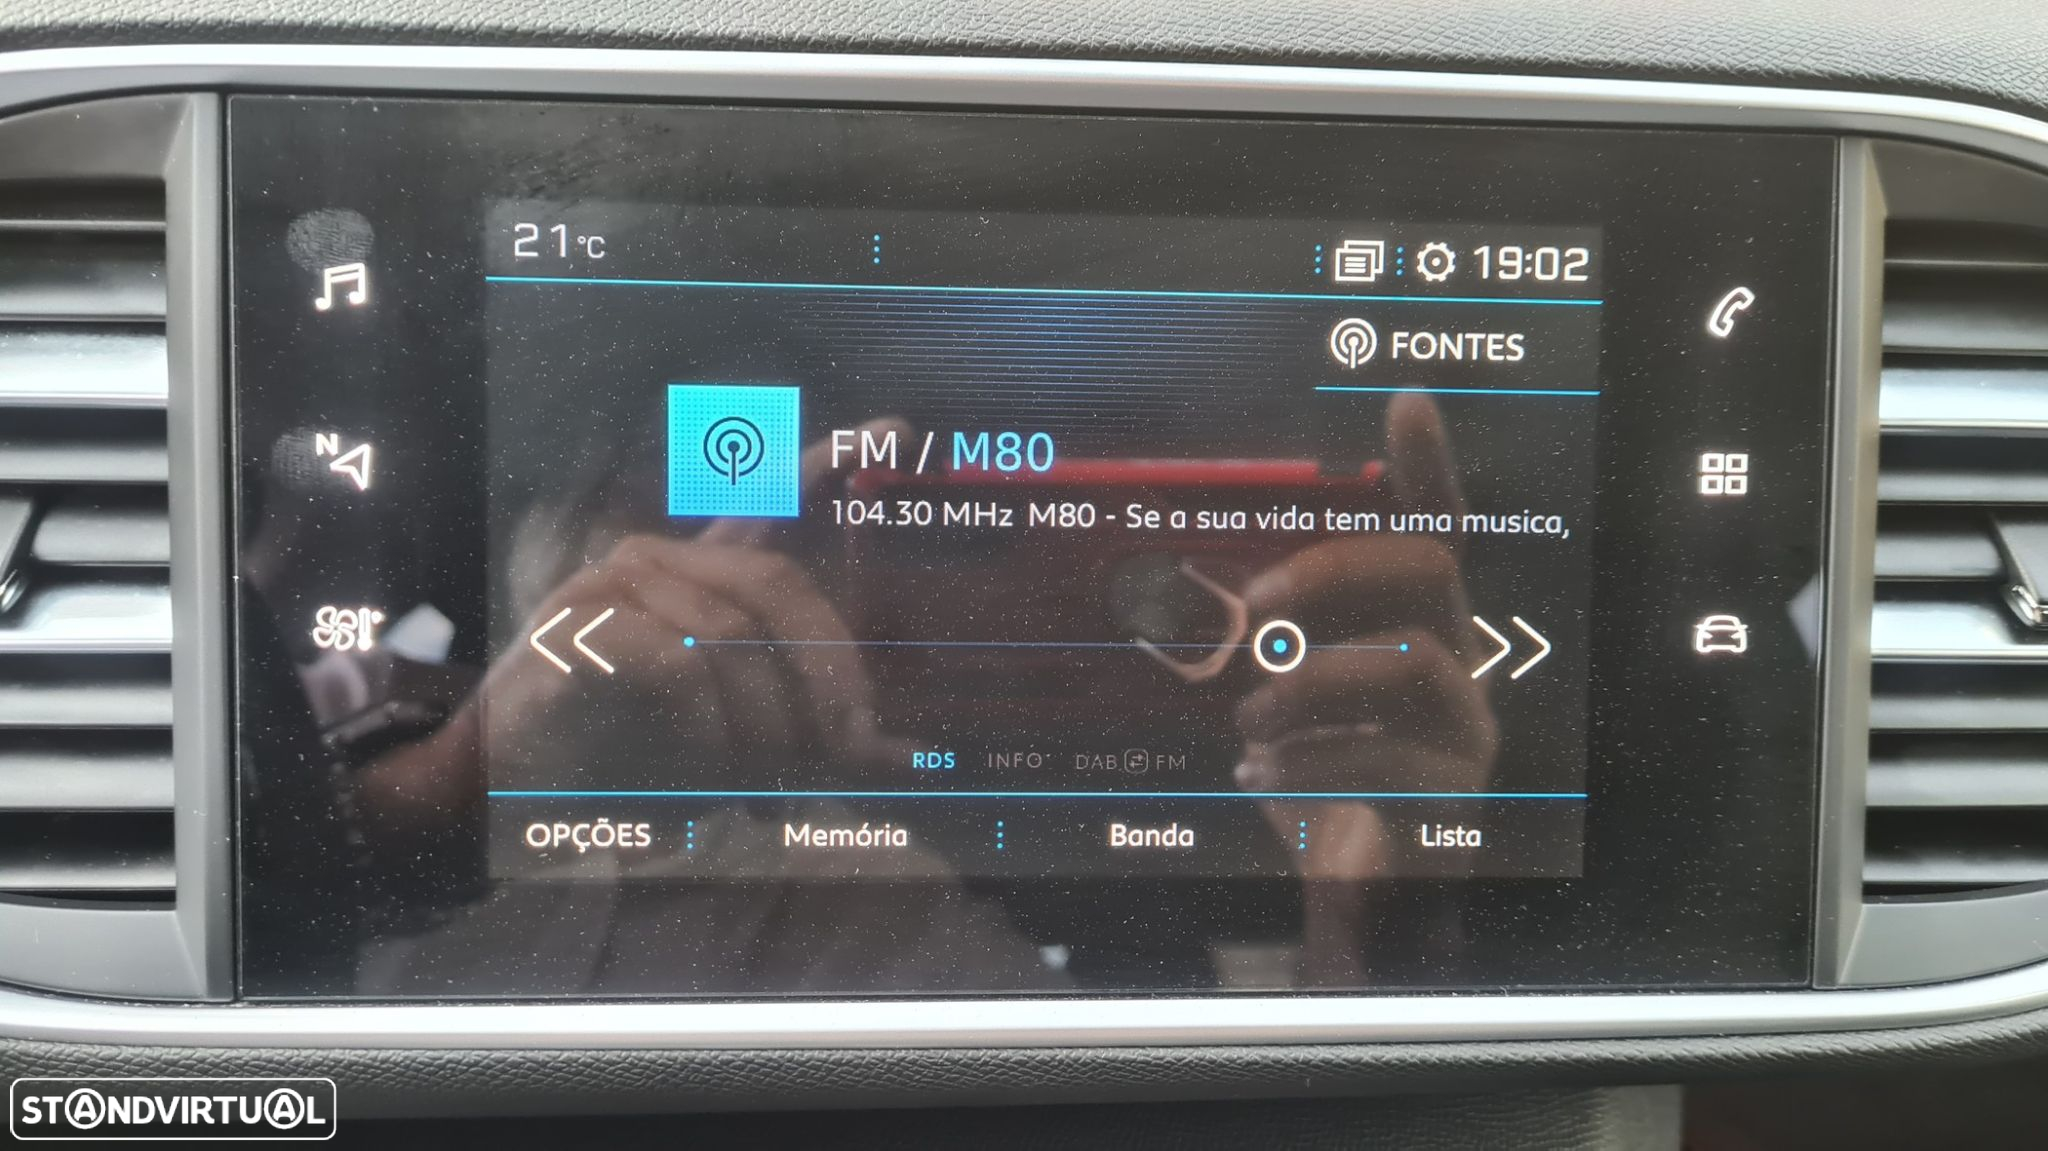 21°C
19:02
FONTES
FM / M80
104.30 MHz M80 - Se a sua vida tem uma musica,
N
RDS INFO DAB FM
OPÇÕES Memória Banda Lista
STANDVIRTUAL